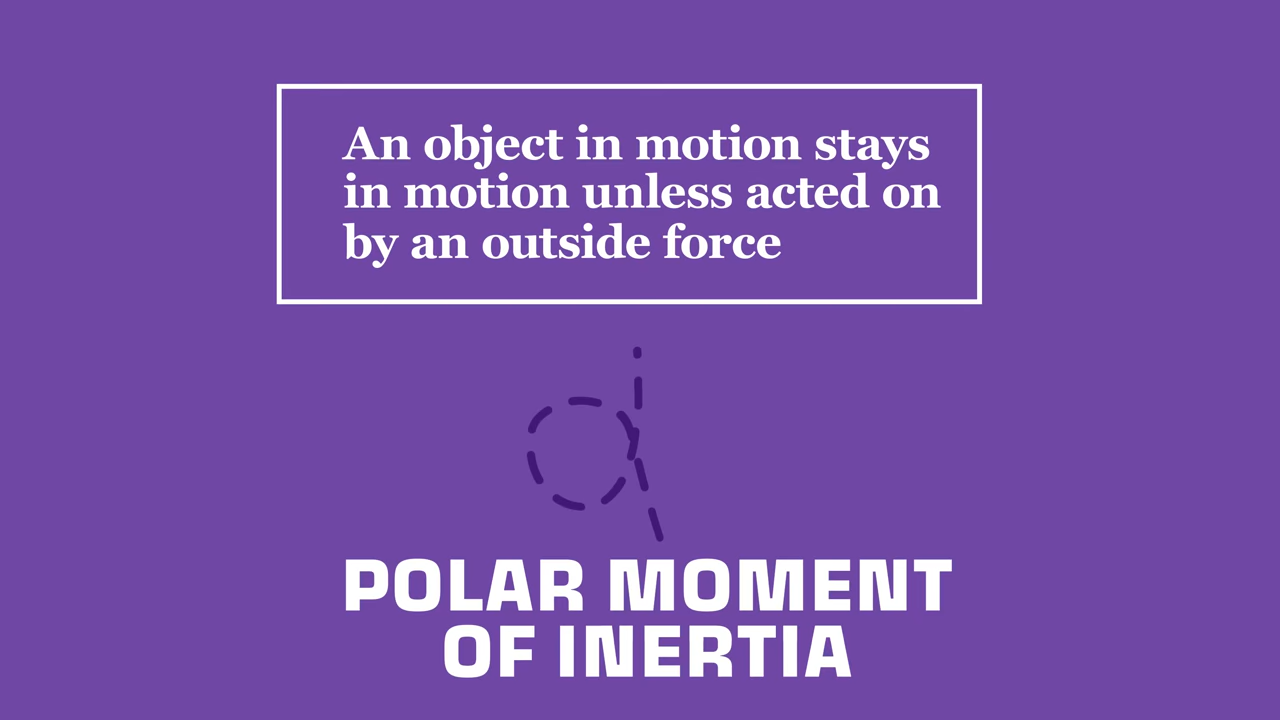 An object in motion stays
in motion unless acted on
by an outside force
POLAR MOMENT
OF INERTIA